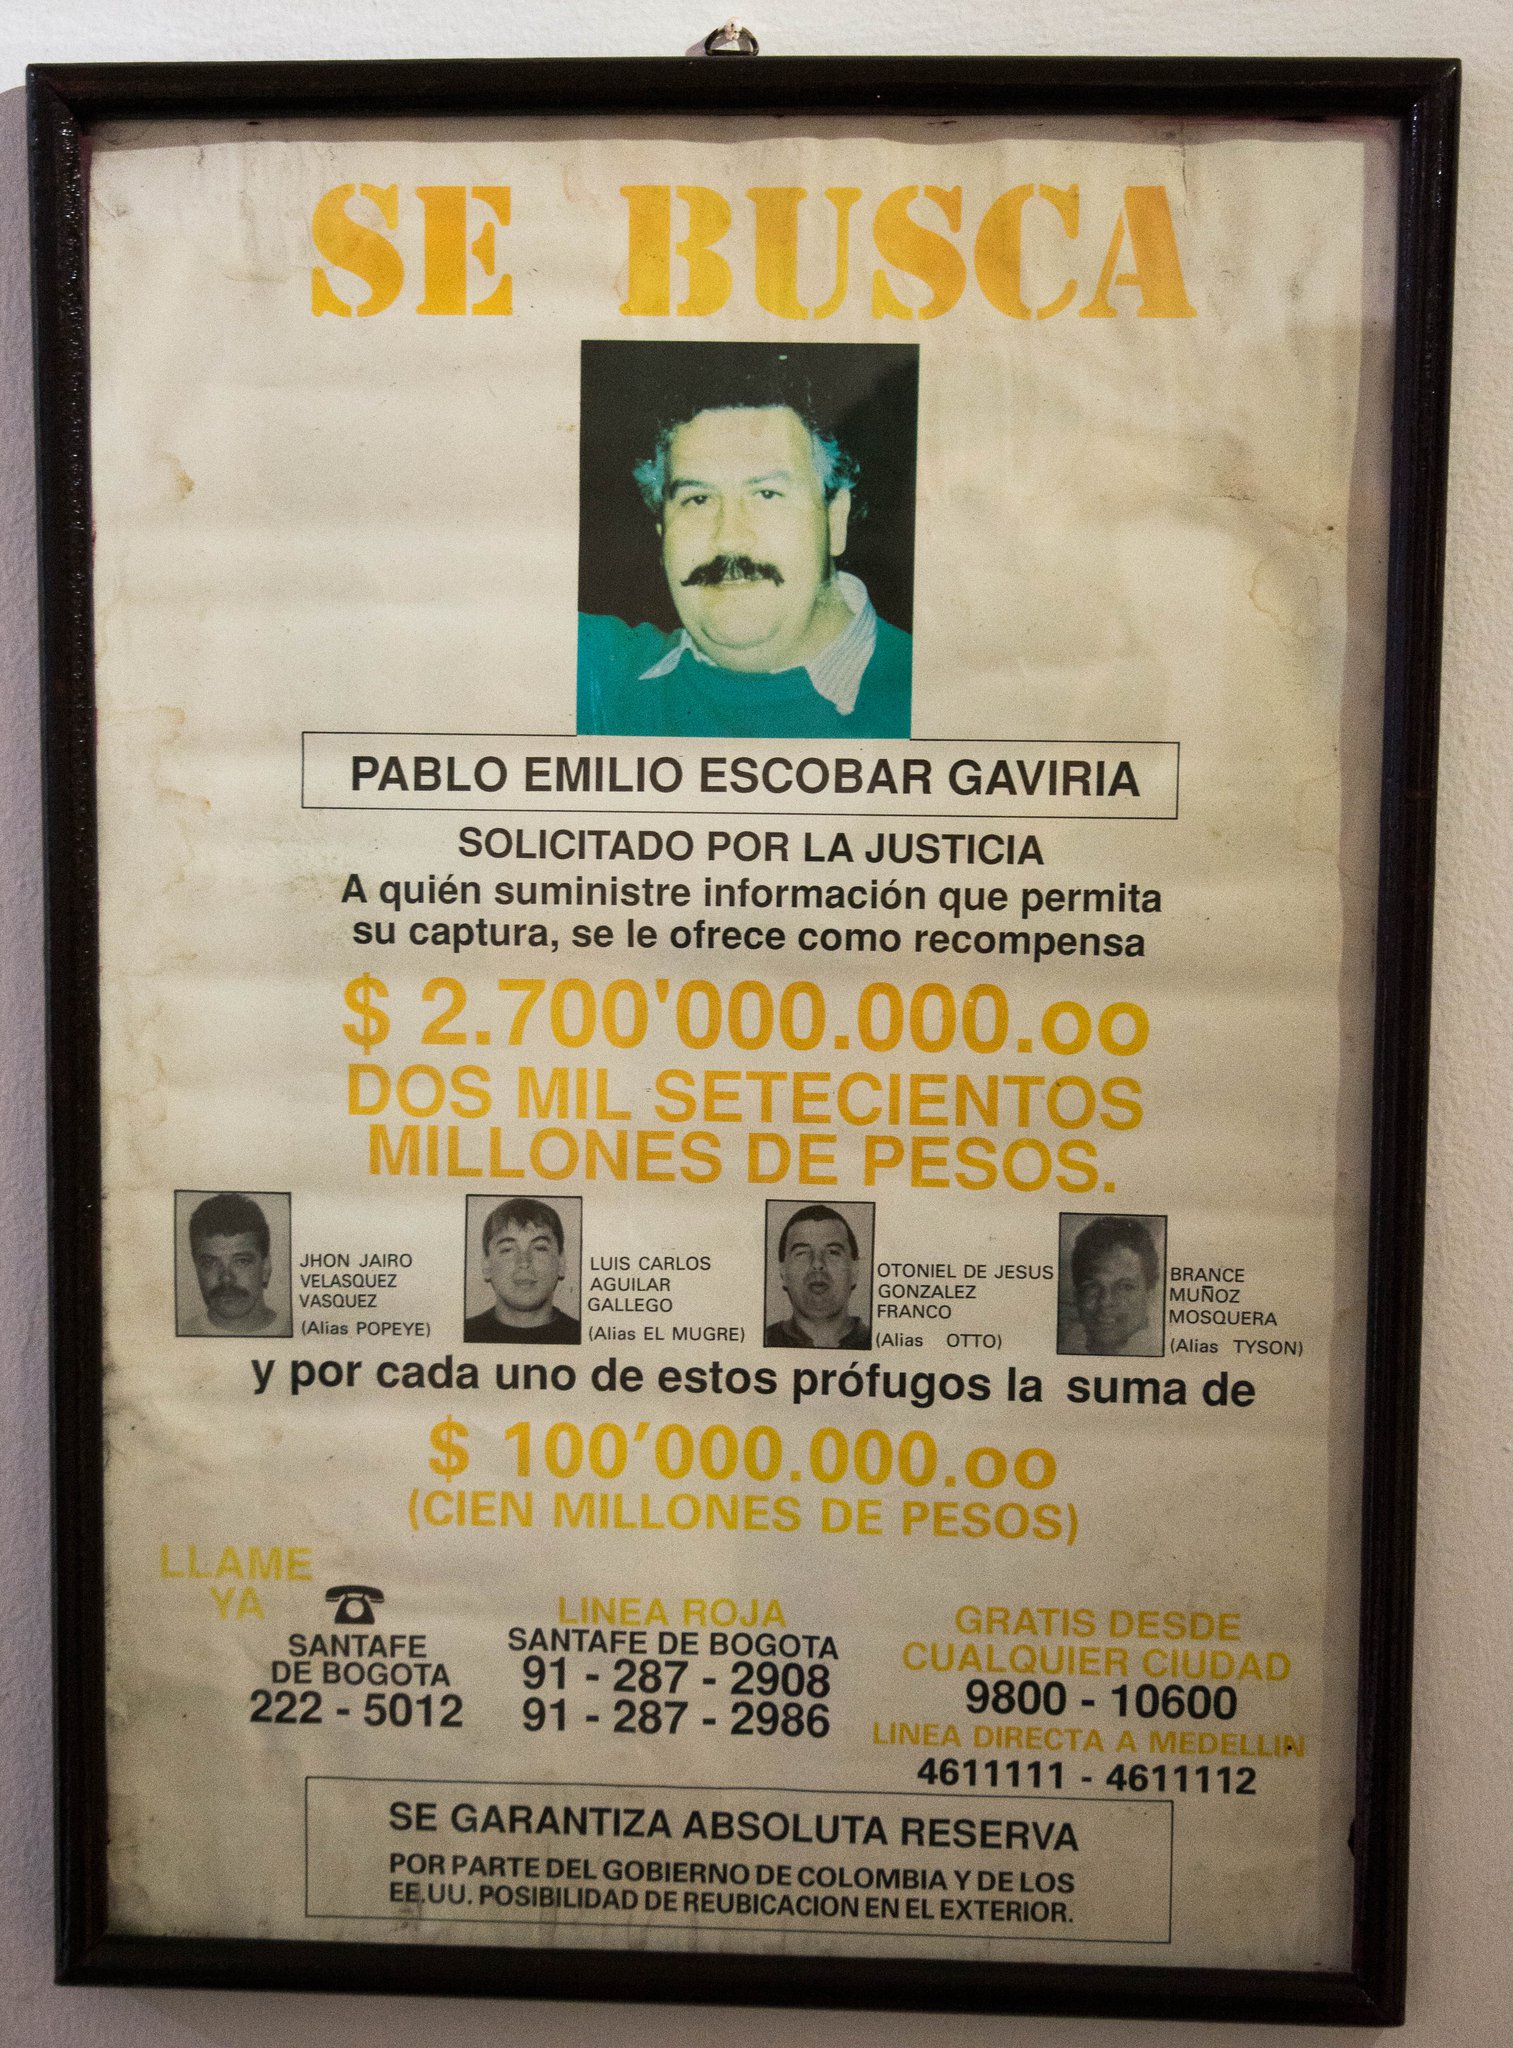 SE BUSCA
PABLO EMILIO ESCOBAR GAVIRIA
SOLICITADO POR LA JUSTICIA
A quién suministre información que permita
su captura, se le ofrece como recompensa
$ 2.700'000.000.oo
DOS MIL SETECIENTOS
MILLONES DE PESOS.
JHON JAIRO
VELASQUEZ
VASQUEZ
(Alias POPEYE)
LUIS CARLOS
AGUILAR
GALLEGO
(Alias EL MUGRE)
OTONIEL DE JESUS
GONZALEZ
FRANCO
(Alias OTTO)
BRANCE
MUÑOZ
MOSQUERA
(Alias TYSON)
y por cada uno de estos prófugos la suma de
$ 100'000.000.oo
(CIEN MILLONES DE PESOS)
LLAME
YA
SANTAFE
DE BOGOTA
222 - 5012
LINEA ROJA
SANTAFE DE BOGOTA
91 - 287 - 2908
91 - 287 - 2986
GRATIS DESDE
CUALQUIER CIUDAD
9800 - 10600
LINEA DIRECTA A MEDELLIN
4611111 - 4611112
SE GARANTIZA ABSOLUTA RESERVA
POR PARTE DEL GOBIERNO DE COLOMBIA Y DE LOS
EE.UU. POSIBILIDAD DE REUBICACION EN EL EXTERIOR.